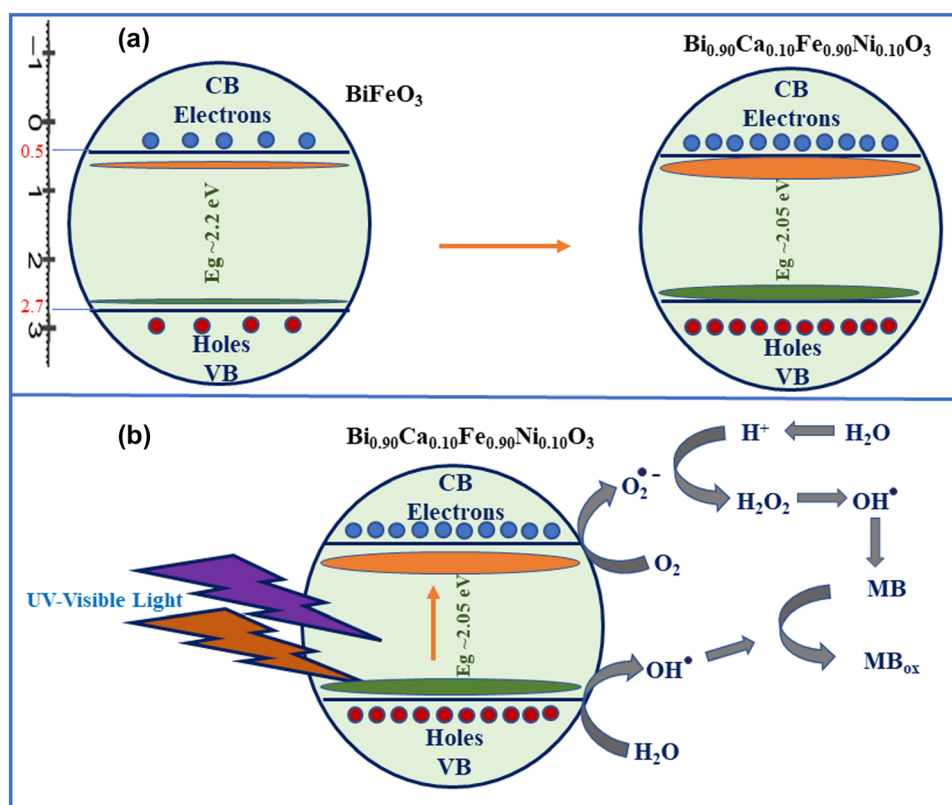 (a)
-1
0
0.5
1
2
2.7
3
CB
Electrons
BiFeO₃
Eg ~2.2 eV
Holes
VB
Bi₀.₉₀Ca₀.₁₀Fe₀.₉₀Ni₀.₁₀O₃
CB
Electrons
Eg ~2.05 eV
Holes
VB
(b)
Bi₀.₉₀Ca₀.₁₀Fe₀.₉₀Ni₀.₁₀O₃
CB
Electrons
UV-Visible Light
Eg ~2.05 eV
Holes
VB
O₂•−
O₂
H⁺
H₂O
H₂O₂
OH•
MB
MBox
OH•
H₂O